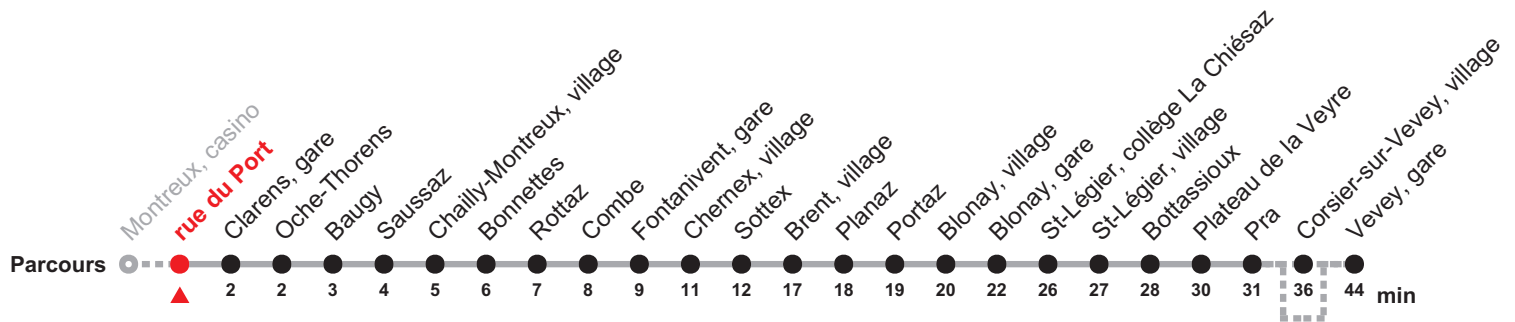 Montreux, casino
rue du Port
Clarens, gare
Oche-Thorens
Baugy
Saussaz
Chailly-Montreux, village
Bonnettes
Rottaz
Combe
Fontanivent, gare
Chernex, village
Sottex
Brent, village
Planaz
Portaz
Blonay, village
Blonay, gare
St-Légier, collège La Chiésaz
St-Légier, village
Bottassioux
Plateau de la Veyre
Pra
Corsier-sur-Vevey, village
Vevey, gare
Parcours
2 2 3 4 5 6 7 8 9 11 12 17 18 19 20 22 26 27 28 30 31 36 44 min